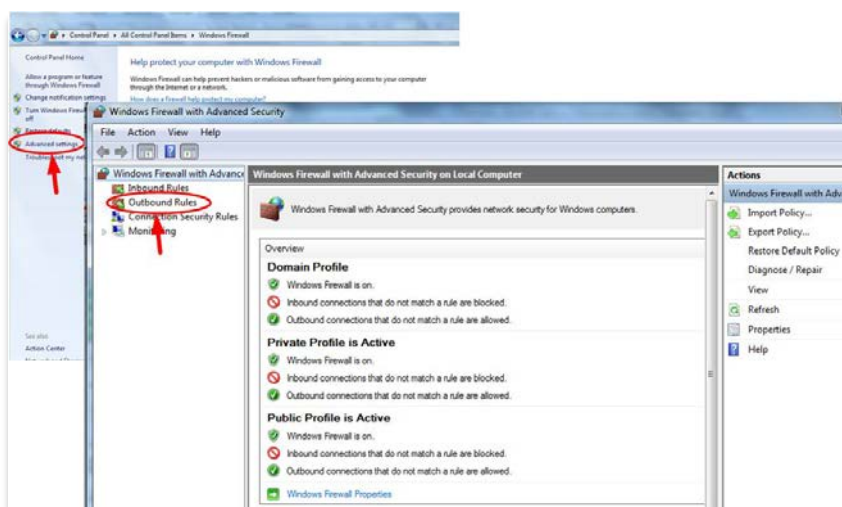 Control Panel ▸ All Control Panel Items ▸ Windows Firewall
Control Panel Home
Allow a program or feature
through Windows Firewall
Change notification settings
Turn Windows
off
Restore defaults
Advanced settings
Troubleshoot my
See also
Action Center
Help protect your computer with Windows Firewall
Windows Firewall can help prevent hackers or malicious software from gaining access to your computer
through the Internet or a network.
How does a firewall help protect my computer?
Windows Firewall with Advanced Security
File Action View Help
Windows Firewall with Advance
Inbound Rules
Outbound Rules
Connection Security Rules
Monitoring
Windows Firewall with Advanced Security on Local Computer
Windows Firewall with Advanced Security provides network security for Windows computers.
Overview
Domain Profile
Windows Firewall is on.
Inbound connections that do not match a rule are blocked.
Outbound connections that do not match a rule are allowed.
Private Profile is Active
Windows Firewall is on.
Inbound connections that do not match a rule are blocked.
Outbound connections that do not match a rule are allowed.
Public Profile is Active
Windows Firewall is on.
Inbound connections that do not match a rule are blocked.
Outbound connections that do not match a rule are allowed.
Windows Firewall Properties
Actions
Windows Firewall with Adv
Import Policy...
Export Policy...
Restore Default Policy
Diagnose / Repair
View
Refresh
Properties
Help